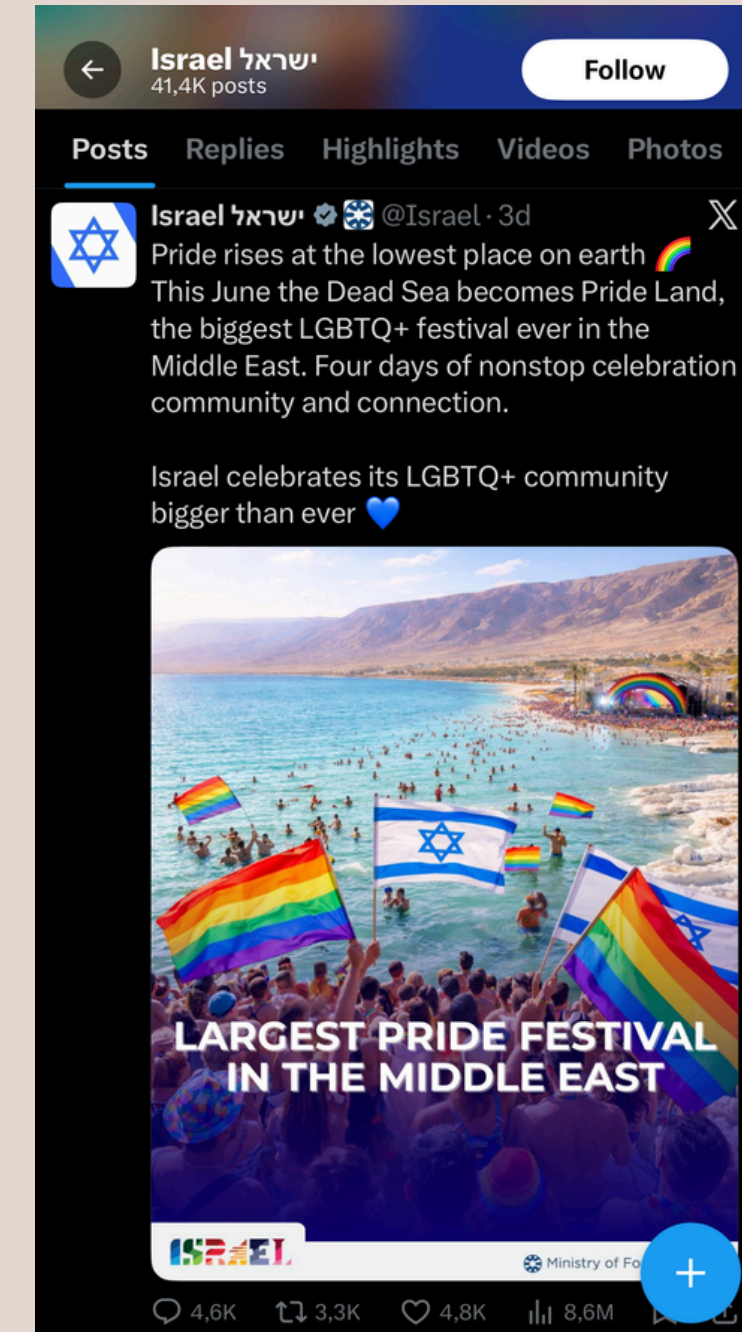 Israel ישראל
41,4K posts
Follow
Posts Replies Highlights Videos Photos
Israel ישראל @Israel · 3d
Pride rises at the lowest place on earth 🌈
This June the Dead Sea becomes Pride Land,
the biggest LGBTQ+ festival ever in the
Middle East. Four days of nonstop celebration
community and connection.
Israel celebrates its LGBTQ+ community
bigger than ever 💙
LARGEST PRIDE FESTIVAL
IN THE MIDDLE EAST
ISRAEL
Ministry of Fo
4,6K 3,3K 4,8K 8,6M